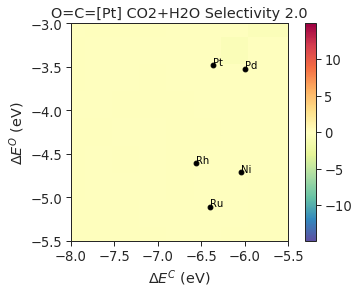 O=C=[Pt] CO2+H2O Selectivity 2.0
−3.0
−3.5
−4.0
−4.5
−5.0
−5.5
ΔE^O (eV)
Pt
Pd
Rh
Ni
Ru
−8.0 −7.5 −7.0 −6.5 −6.0 −5.5
ΔE^C (eV)
10
5
0
−5
−10